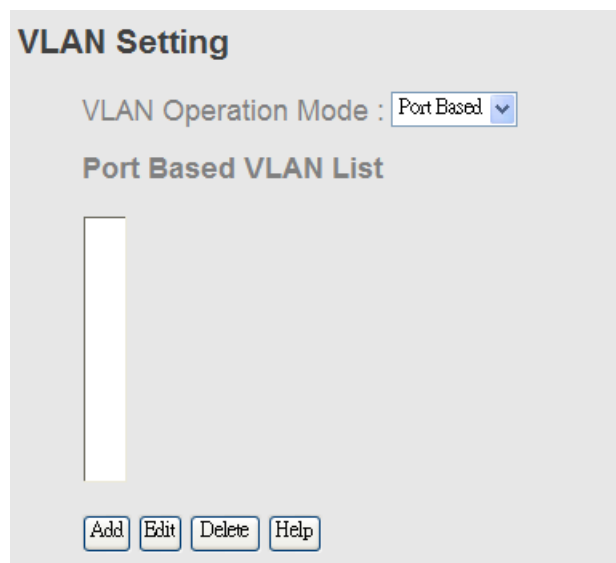 VLAN Setting
VLAN Operation Mode : Port Based
Port Based VLAN List
Add Edit Delete Help